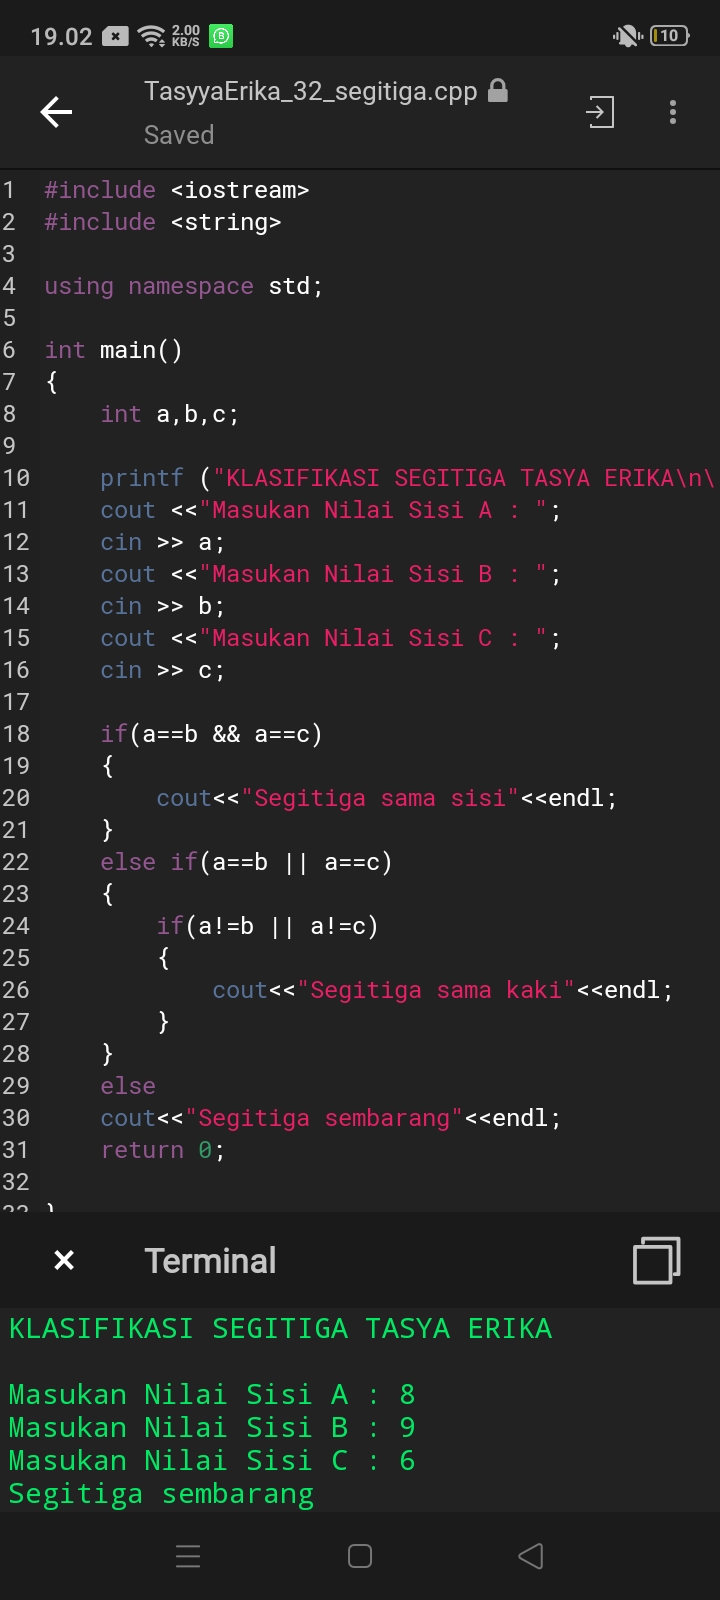 19.02 2.00 KB/S 10
TasyyaErika_32_segitiga.cpp
Saved
1 #include <iostream>
2 #include <string>
3
4 using namespace std;
5
6 int main()
7 {
8     int a,b,c;
9
10     printf ("KLASIFIKASI SEGITIGA TASYA ERIKA\n\
11     cout <<"Masukan Nilai Sisi A : ";
12     cin >> a;
13     cout <<"Masukan Nilai Sisi B : ";
14     cin >> b;
15     cout <<"Masukan Nilai Sisi C : ";
16     cin >> c;
17
18     if(a==b && a==c)
19     {
20         cout<<"Segitiga sama sisi"<<endl;
21     }
22     else if(a==b || a==c)
23     {
24         if(a!=b || a!=c)
25         {
26             cout<<"Segitiga sama kaki"<<endl;
27         }
28     }
29     else
30     cout<<"Segitiga sembarang"<<endl;
31     return 0;
32
33 }
Terminal
KLASIFIKASI SEGITIGA TASYA ERIKA
Masukan Nilai Sisi A : 8
Masukan Nilai Sisi B : 9
Masukan Nilai Sisi C : 6
Segitiga sembarang